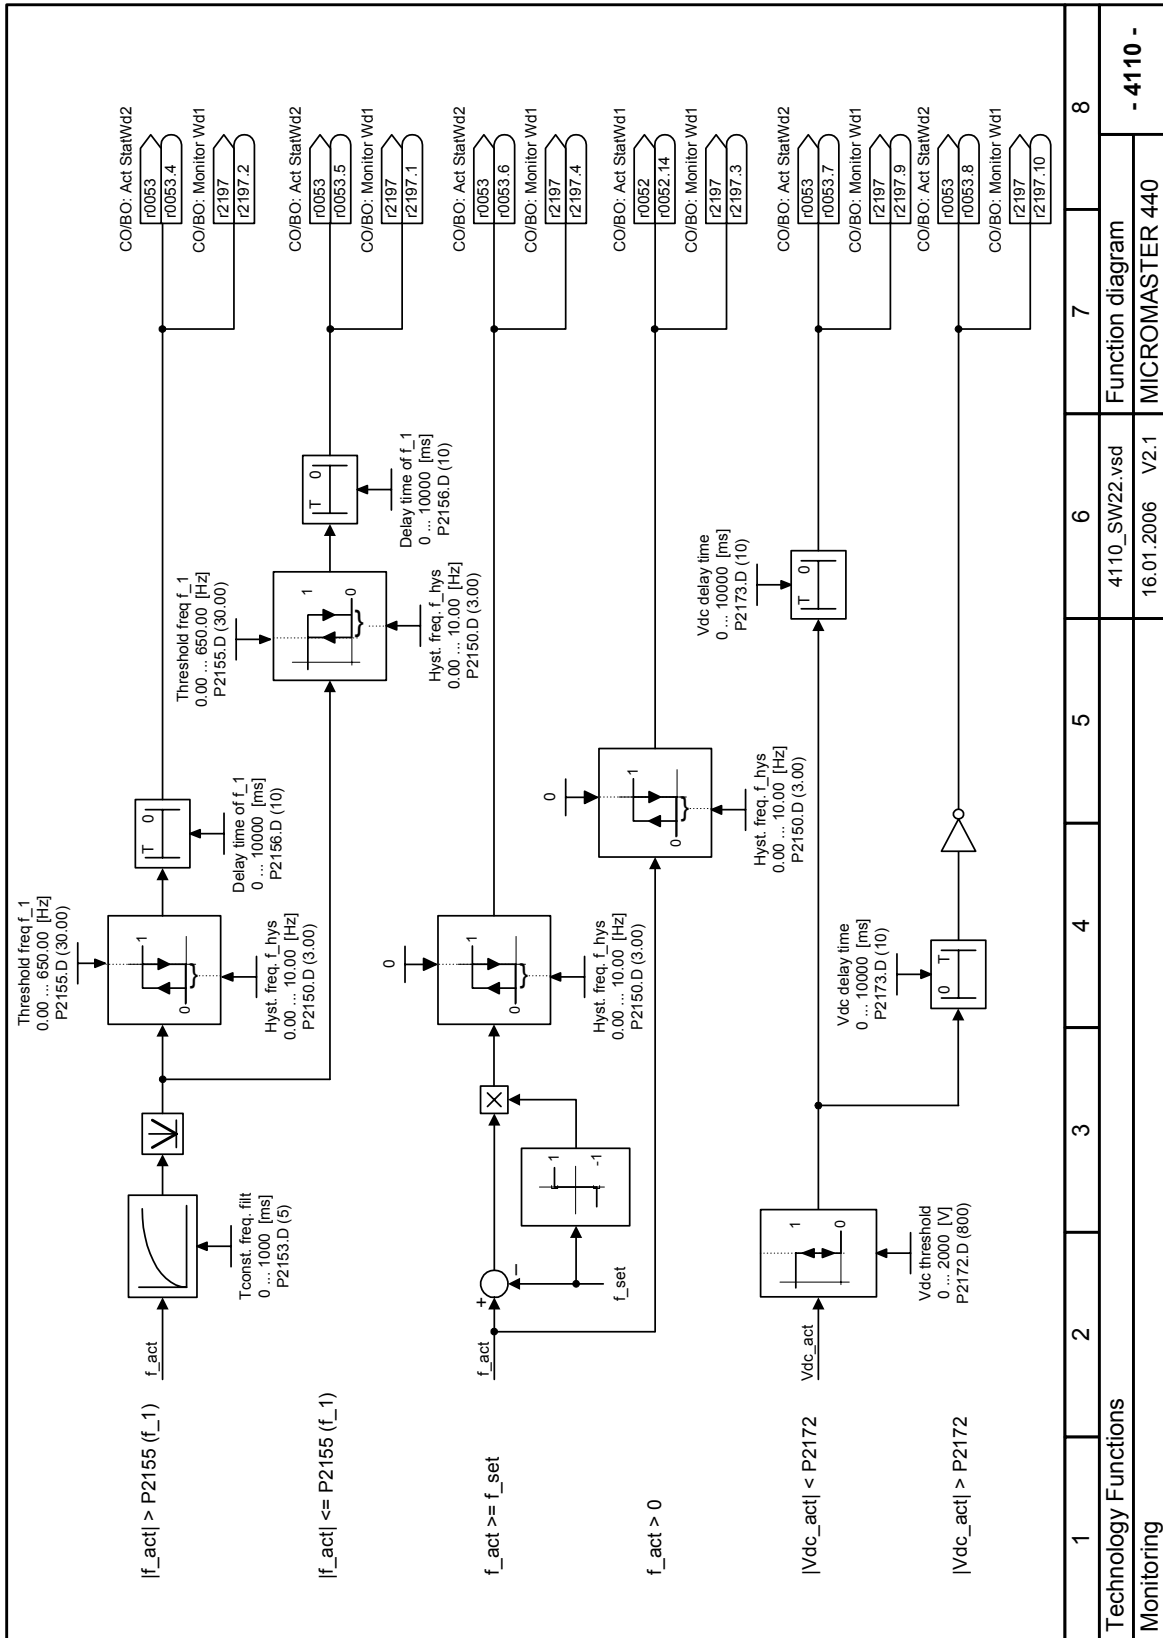 |f_act| > P2155 (f_1)
f_act
Tconst. freq. filt
0 ... 1000 [ms]
P2153.D (5)
Threshold freq f_1
0.00 ... 650.00 [Hz]
P2155.D (30.00)
1
0
Hyst. freq. f_hys
0.00 ... 10.00 [Hz]
P2150.D (3.00)
T 0
Delay time of f_1
0 ... 10000 [ms]
P2156.D (10)
CO/BO: Act StatWd2
r0053
r0053.4
CO/BO: Monitor Wd1
r2197
r2197.2
|f_act| <= P2155 (f_1)
Threshold freq f_1
0.00 ... 650.00 [Hz]
P2155.D (30.00)
1
0
Hyst. freq. f_hys
0.00 ... 10.00 [Hz]
P2150.D (3.00)
T 0
Delay time of f_1
0 ... 10000 [ms]
P2156.D (10)
CO/BO: Act StatWd2
r0053
r0053.5
CO/BO: Monitor Wd1
r2197
r2197.1
f_act >= f_set
f_act
+
–
f_set
1
-1
0
1
0
Hyst. freq. f_hys
0.00 ... 10.00 [Hz]
P2150.D (3.00)
CO/BO: Act StatWd2
r0053
r0053.6
CO/BO: Monitor Wd1
r2197
r2197.4
f_act > 0
0
1
0
Hyst. freq. f_hys
0.00 ... 10.00 [Hz]
P2150.D (3.00)
CO/BO: Act StatWd1
r0052
r0052.14
CO/BO: Monitor Wd1
r2197
r2197.3
|Vdc_act| < P2172
Vdc_act
1
0
Vdc threshold
0 ... 2000 [V]
P2172.D (800)
Vdc delay time
0 ... 10000 [ms]
P2173.D (10)
T 0
CO/BO: Act StatWd2
r0053
r0053.7
CO/BO: Monitor Wd1
r2197
r2197.9
|Vdc_act| > P2172
Vdc delay time
0 ... 10000 [ms]
P2173.D (10)
0 T
CO/BO: Act StatWd2
r0053
r0053.8
CO/BO: Monitor Wd1
r2197
r2197.10
1 2 3 4 5 6 7 8
Technology Functions
Monitoring
4110_SW22.vsd
16.01.2006 V2.1
Function diagram
MICROMASTER 440
- 4110 -